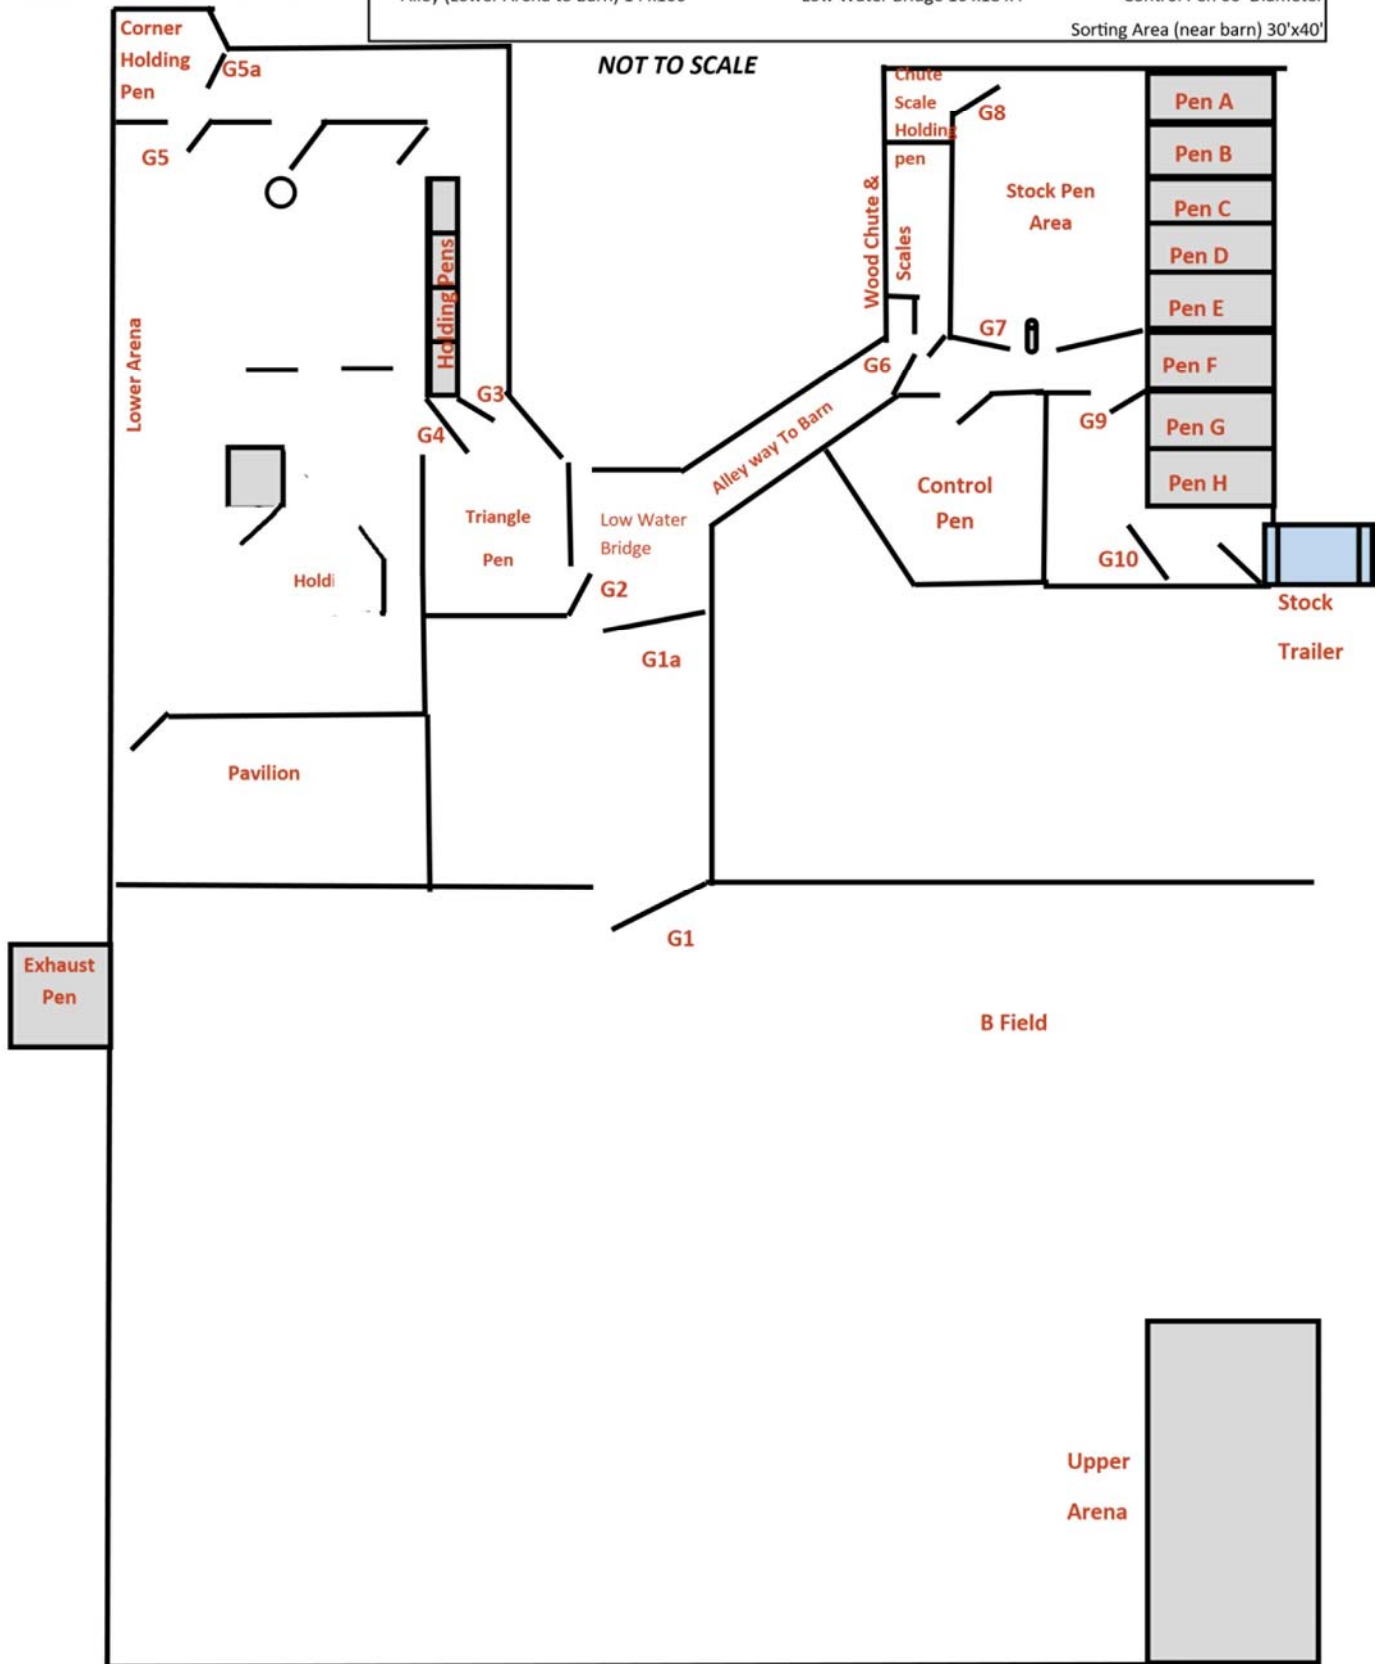 Sorting Area (near barn) 30'x40'
NOT TO SCALE
Corner
Holding
Pen
G5a
G5
Lower Arena
Holding Pens
G3
G4
Triangle
Pen
Low Water
Bridge
G2
G1a
Holdi
Pavilion
G1
Exhaust
Pen
Chute
Scale
Holding
pen
G8
Wood Chute &
Scales
Stock Pen
Area
G7
G6
Alley way To Barn
Control
Pen
G9
G10
Pen A
Pen B
Pen C
Pen D
Pen E
Pen F
Pen G
Pen H
Stock
Trailer
B Field
Upper
Arena